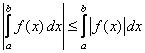 |∫_a^b f(x) dx| ≤ ∫_a^b |f(x)| dx